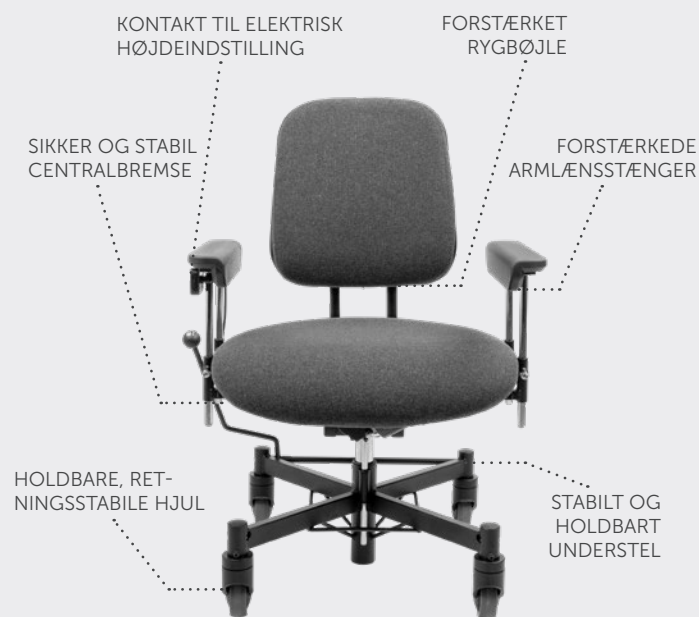 KONTAKT TIL ELEKTRISK
HØJDEINDSTILLING
FORSTÆRKET
RYGBØJLE
SIKKER OG STABIL
CENTRALBREMSE
FORSTÆRKEDE
ARMLÆNSSTÆNGER
HOLDBARE, RET-
NINGSSTABILE HJUL
STABILT OG
HOLDBART
UNDERSTEL